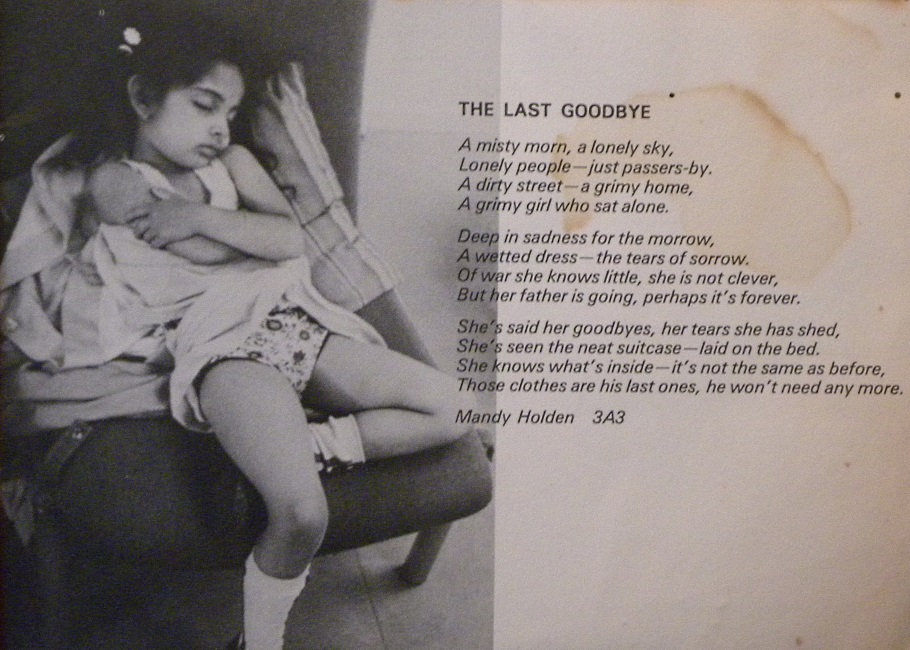 THE LAST GOODBYE
A misty morn, a lonely sky,
Lonely people—just passers-by.
A dirty street—a grimy home,
A grimy girl who sat alone.
Deep in sadness for the morrow,
A wetted dress—the tears of sorrow.
Of war she knows little, she is not clever,
But her father is going, perhaps it's forever.
She's said her goodbyes, her tears she has shed,
She's seen the neat suitcase—laid on the bed.
She knows what's inside—it's not the same as before,
Those clothes are his last ones, he won't need any more.
Mandy Holden 3A3